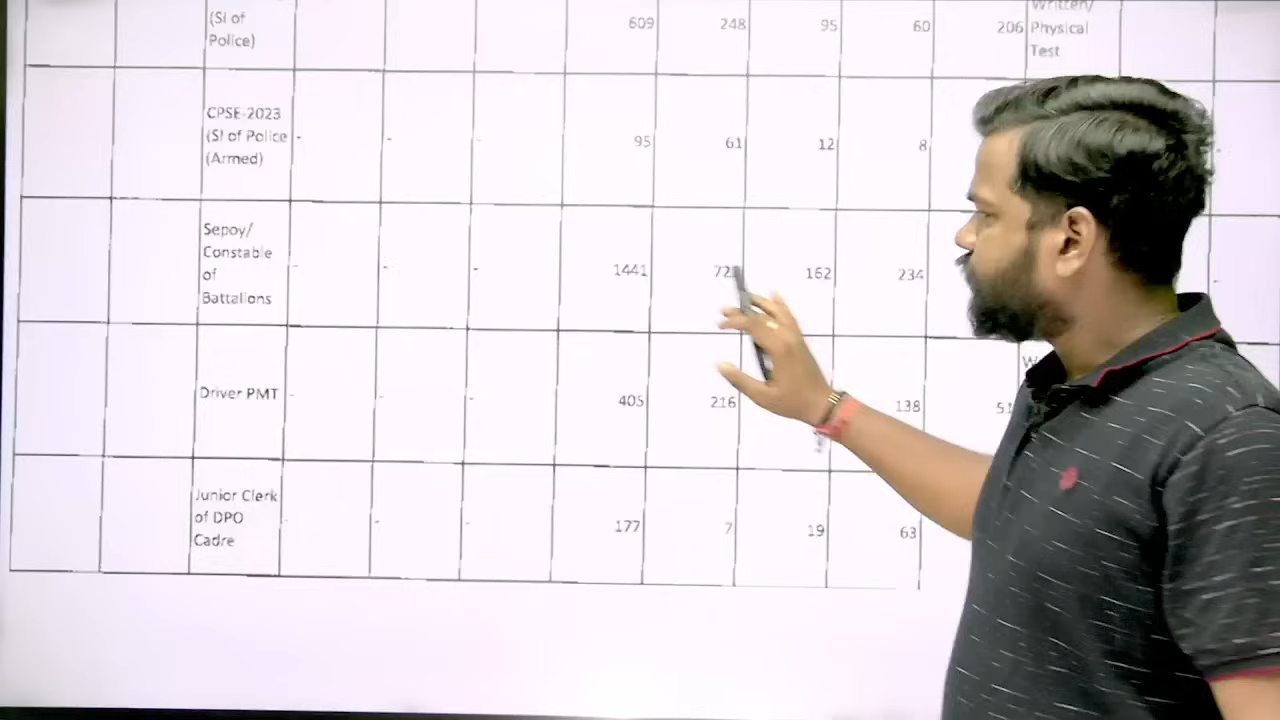 (Si of
Police)
609 248 95 60 206
Physical
Test
CPSE-2023
(SI of Police
(Armed)
- - - 95 61 12 8 -
Sepoy/
Constable
of
Battalions
- - - 1441 162 234 -
Driver PMT - - - 405 216 138
Junior Clerk
of DPO
Cadre
- - - 177 7 19 63